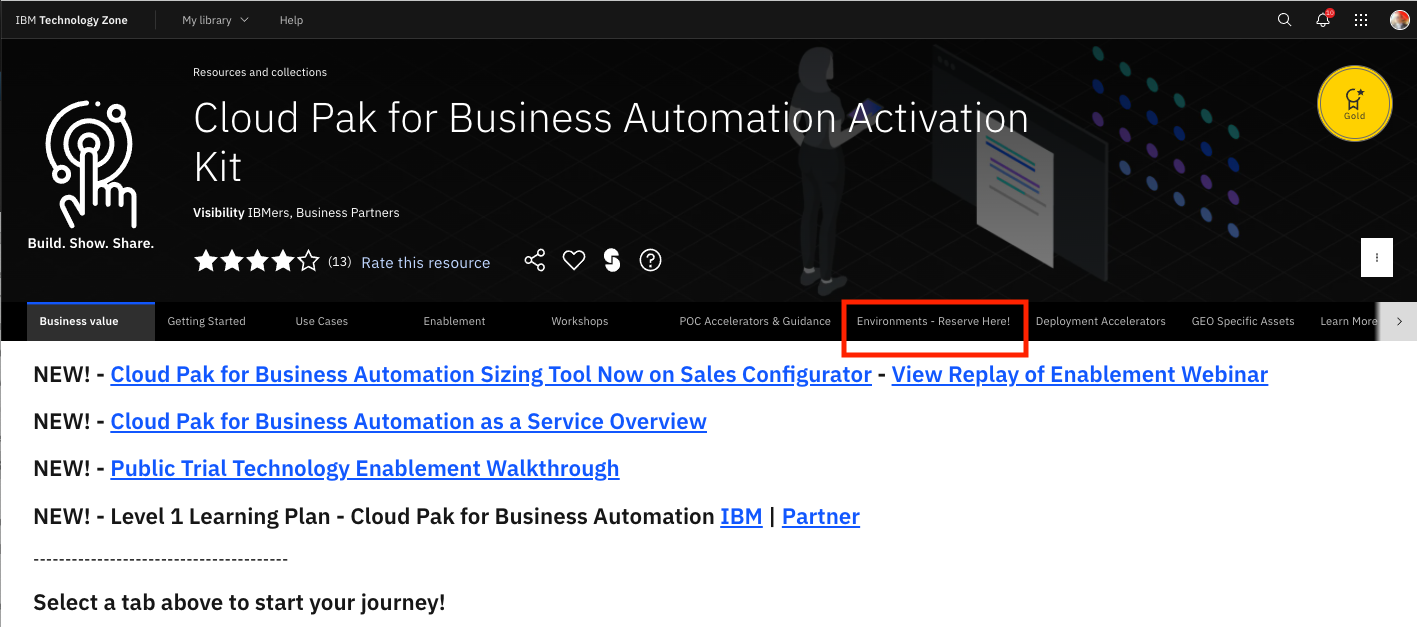 IBM Technology Zone
My library
Help
10
Resources and collections
Cloud Pak for Business Automation Activation
Kit
Gold
Visibility IBMers, Business Partners
Build. Show. Share.
(13) Rate this resource
Business value
Getting Started
Use Cases
Enablement
Workshops
POC Accelerators & Guidance
Environments - Reserve Here!
Deployment Accelerators
GEO Specific Assets
Learn More
NEW! - Cloud Pak for Business Automation Sizing Tool Now on Sales Configurator - View Replay of Enablement Webinar
NEW! - Cloud Pak for Business Automation as a Service Overview
NEW! - Public Trial Technology Enablement Walkthrough
NEW! - Level 1 Learning Plan - Cloud Pak for Business Automation IBM | Partner
----------------------------------------
Select a tab above to start your journey!